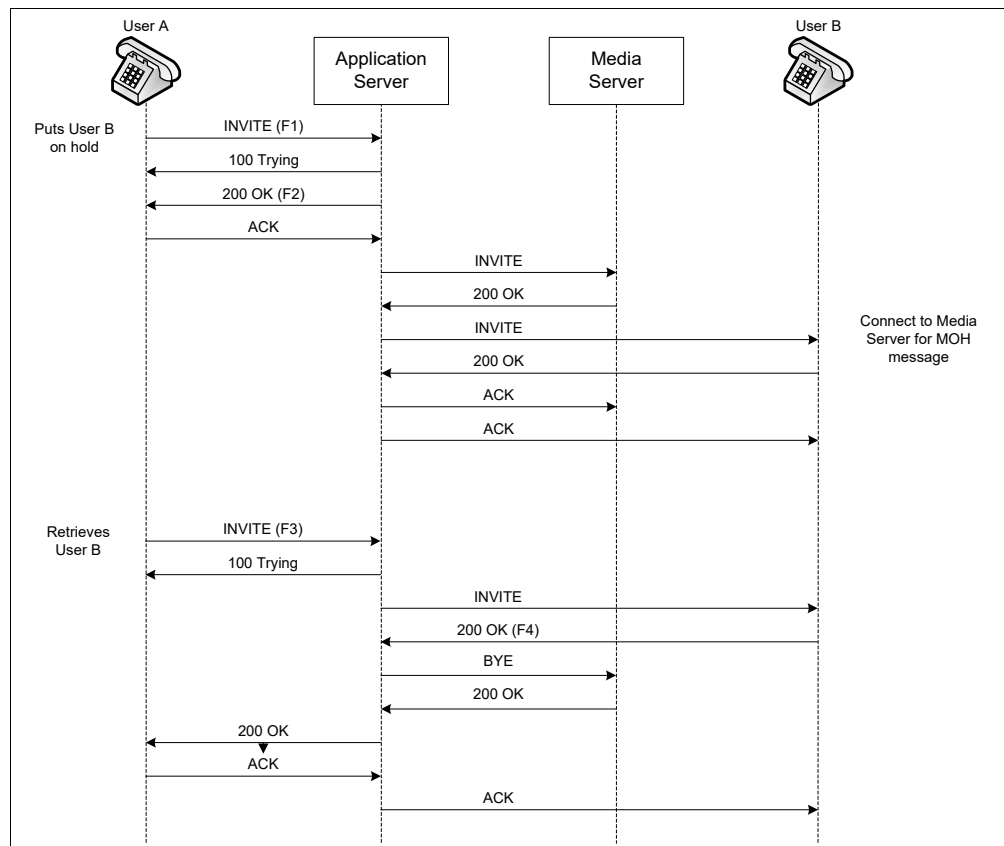 User A
User B
Application
Server
Media
Server
Puts User B
on hold
INVITE (F1)
100 Trying
200 OK (F2)
ACK
INVITE
200 OK
INVITE
Connect to Media
Server for MOH
message
200 OK
ACK
ACK
Retrieves
User B
INVITE (F3)
100 Trying
INVITE
200 OK (F4)
BYE
200 OK
200 OK
ACK
ACK